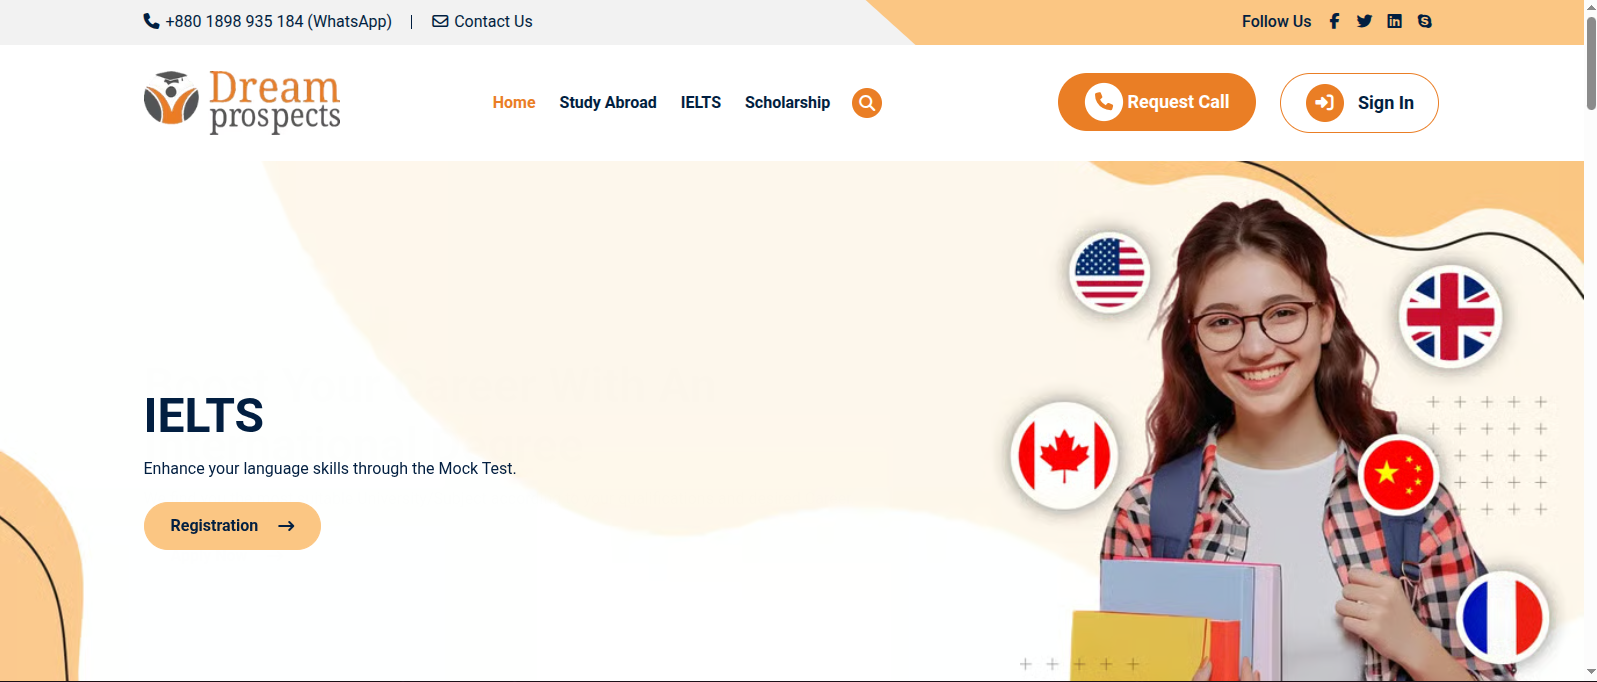 +880 1898 935 184 (WhatsApp) | Contact Us
Follow Us
Dream
prospects
Home Study Abroad IELTS Scholarship
Request Call
Sign In
IELTS
Enhance your language skills through the Mock Test.
Registration